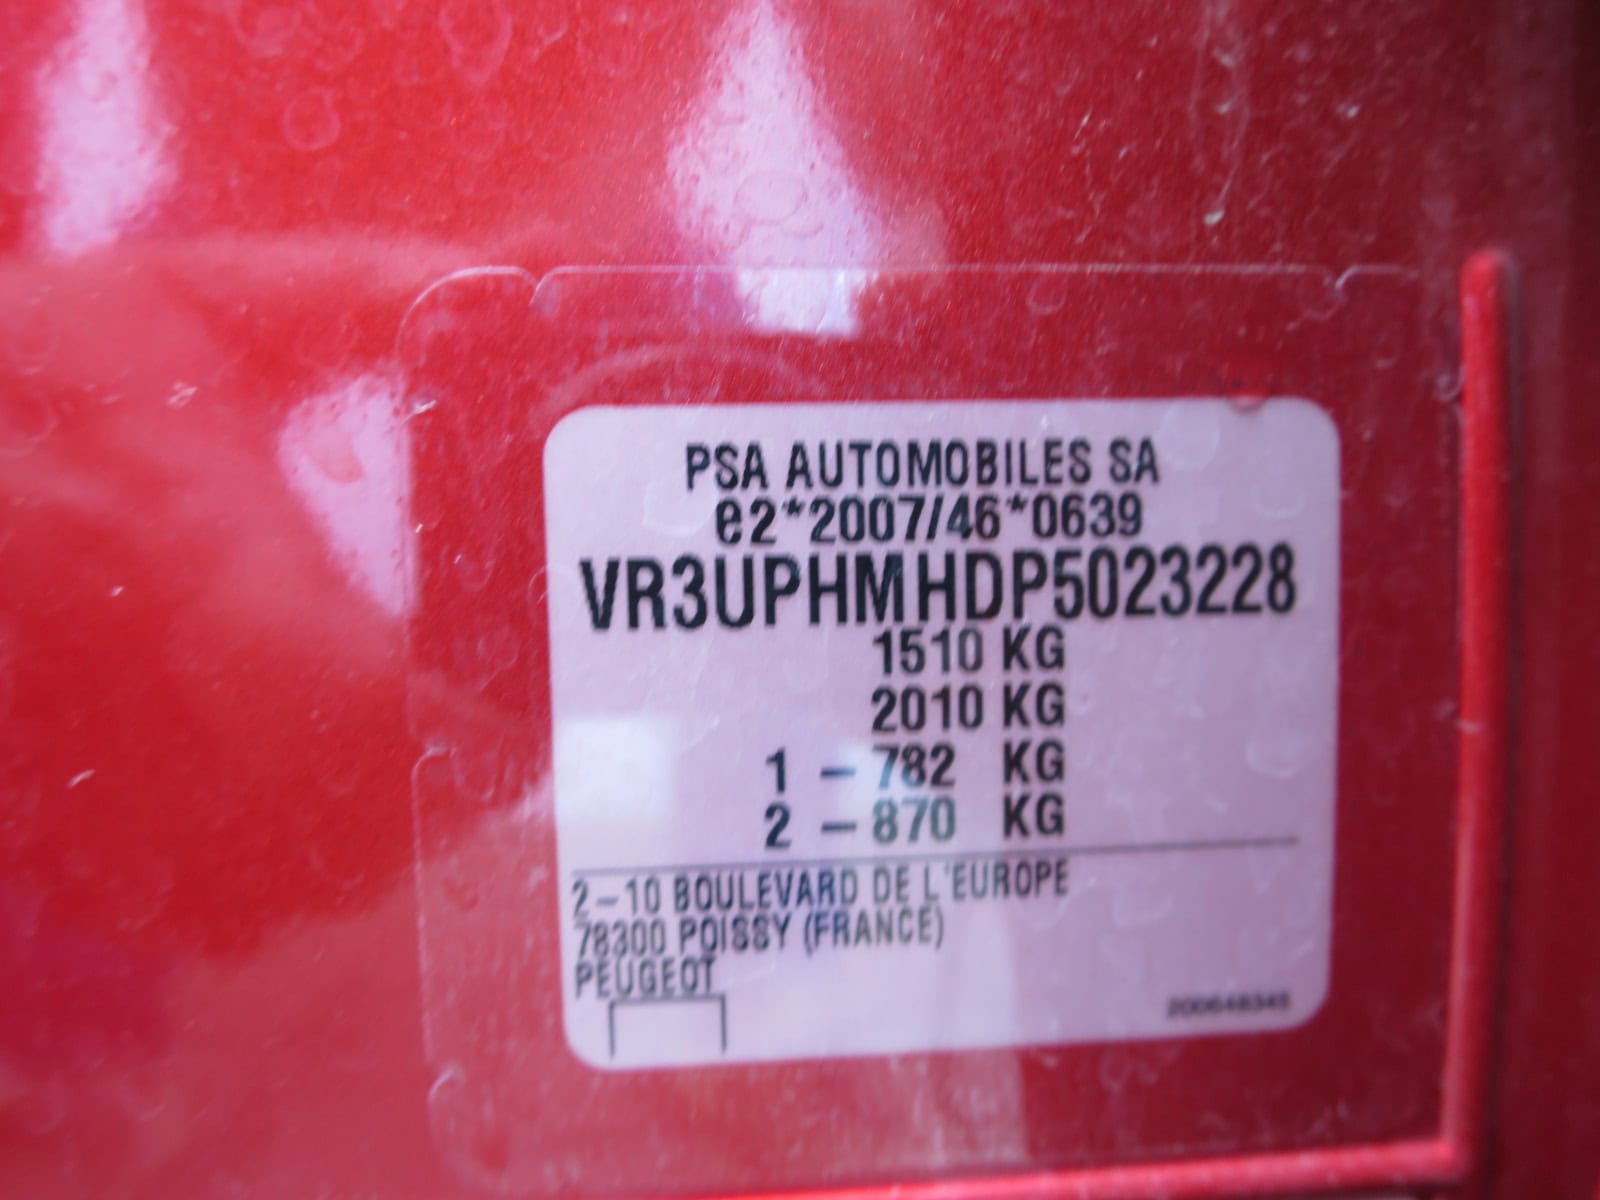 PSA AUTOMOBILES SA
e2*2007/46*0639
VR3UPHMHDP5023228
1510 KG
2010 KG
1 - 782 KG
2 - 870 KG
2-10 BOULEVARD DE L'EUROPE
78300 POISSY (FRANCE)
PEUGEOT